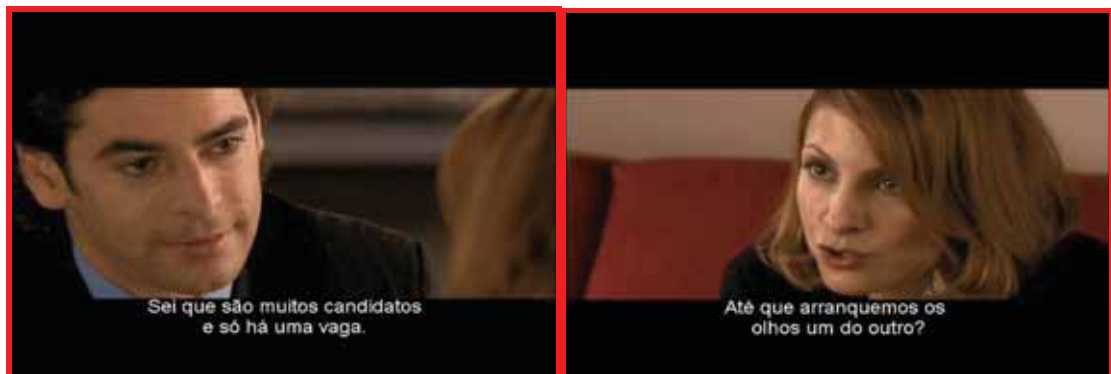 Sei que são muitos candidatos
e só há uma vaga.
Até que arranquemos os
olhos um do outro?